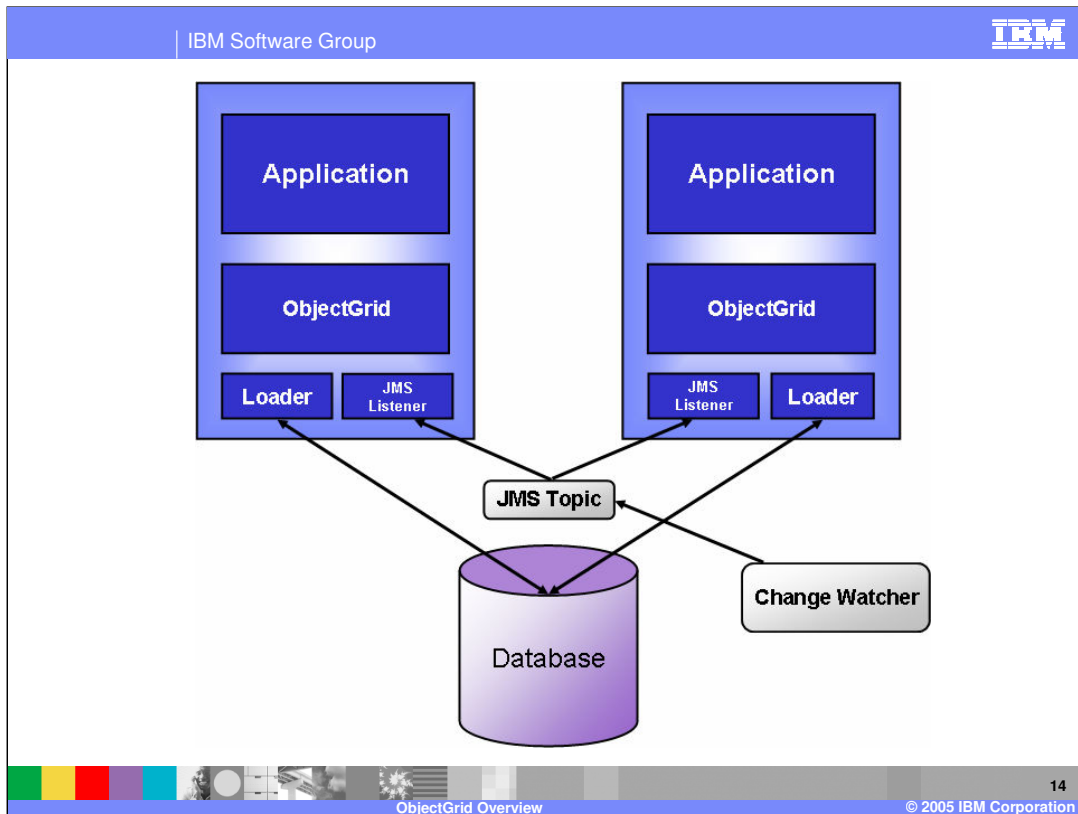 IBM Software Group
IBM
Application
Application
ObjectGrid
ObjectGrid
Loader
JMS
Listener
JMS
Listener
Loader
JMS Topic
Change Watcher
Database
14
ObjectGrid Overview
© 2005 IBM Corporation